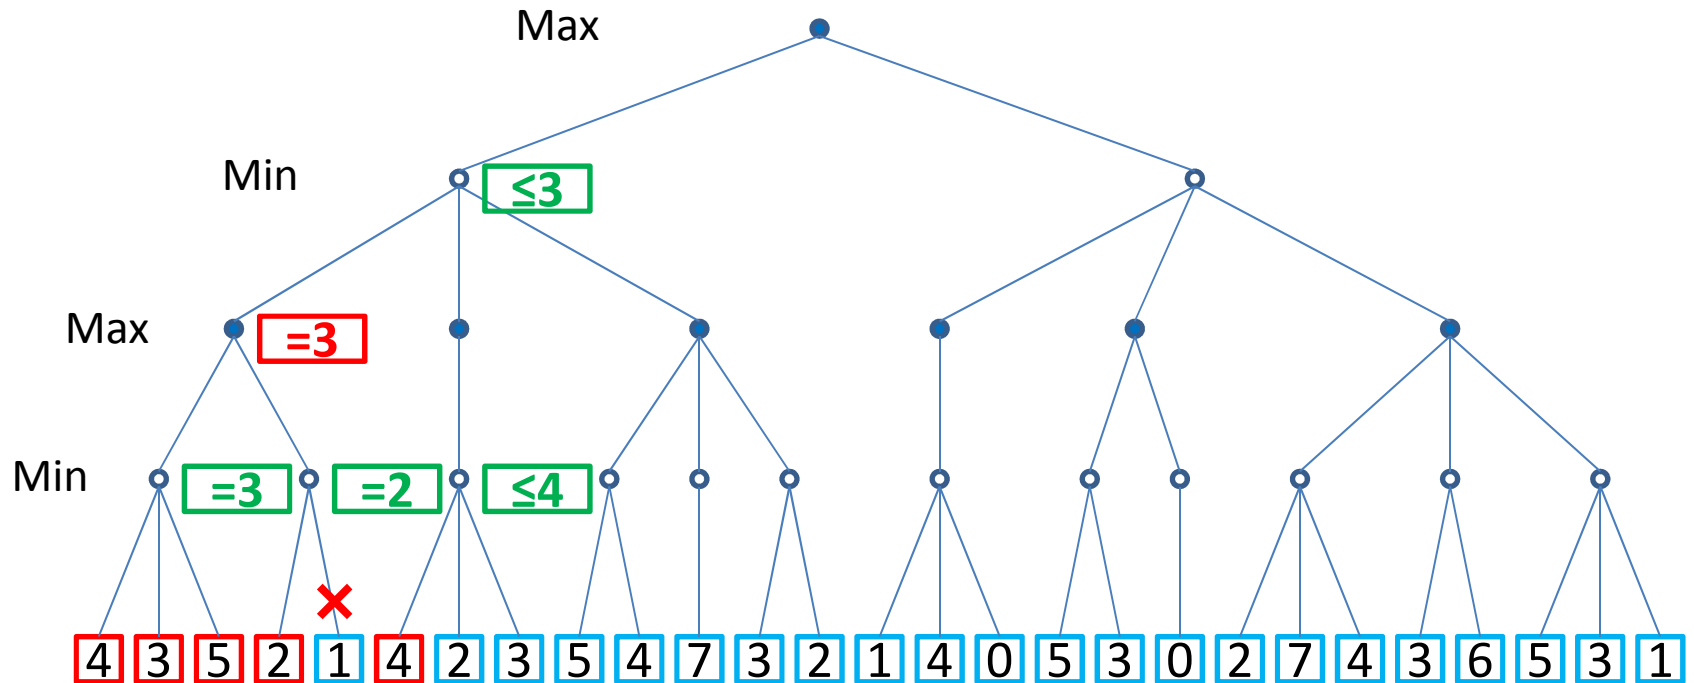 Max
Min ≤3
Max =3
Min =3 =2 ≤4
4 3 5 2 1 4 2 3 5 4 7 3 2 1 4 0 5 3 0 2 7 4 3 6 5 3 1